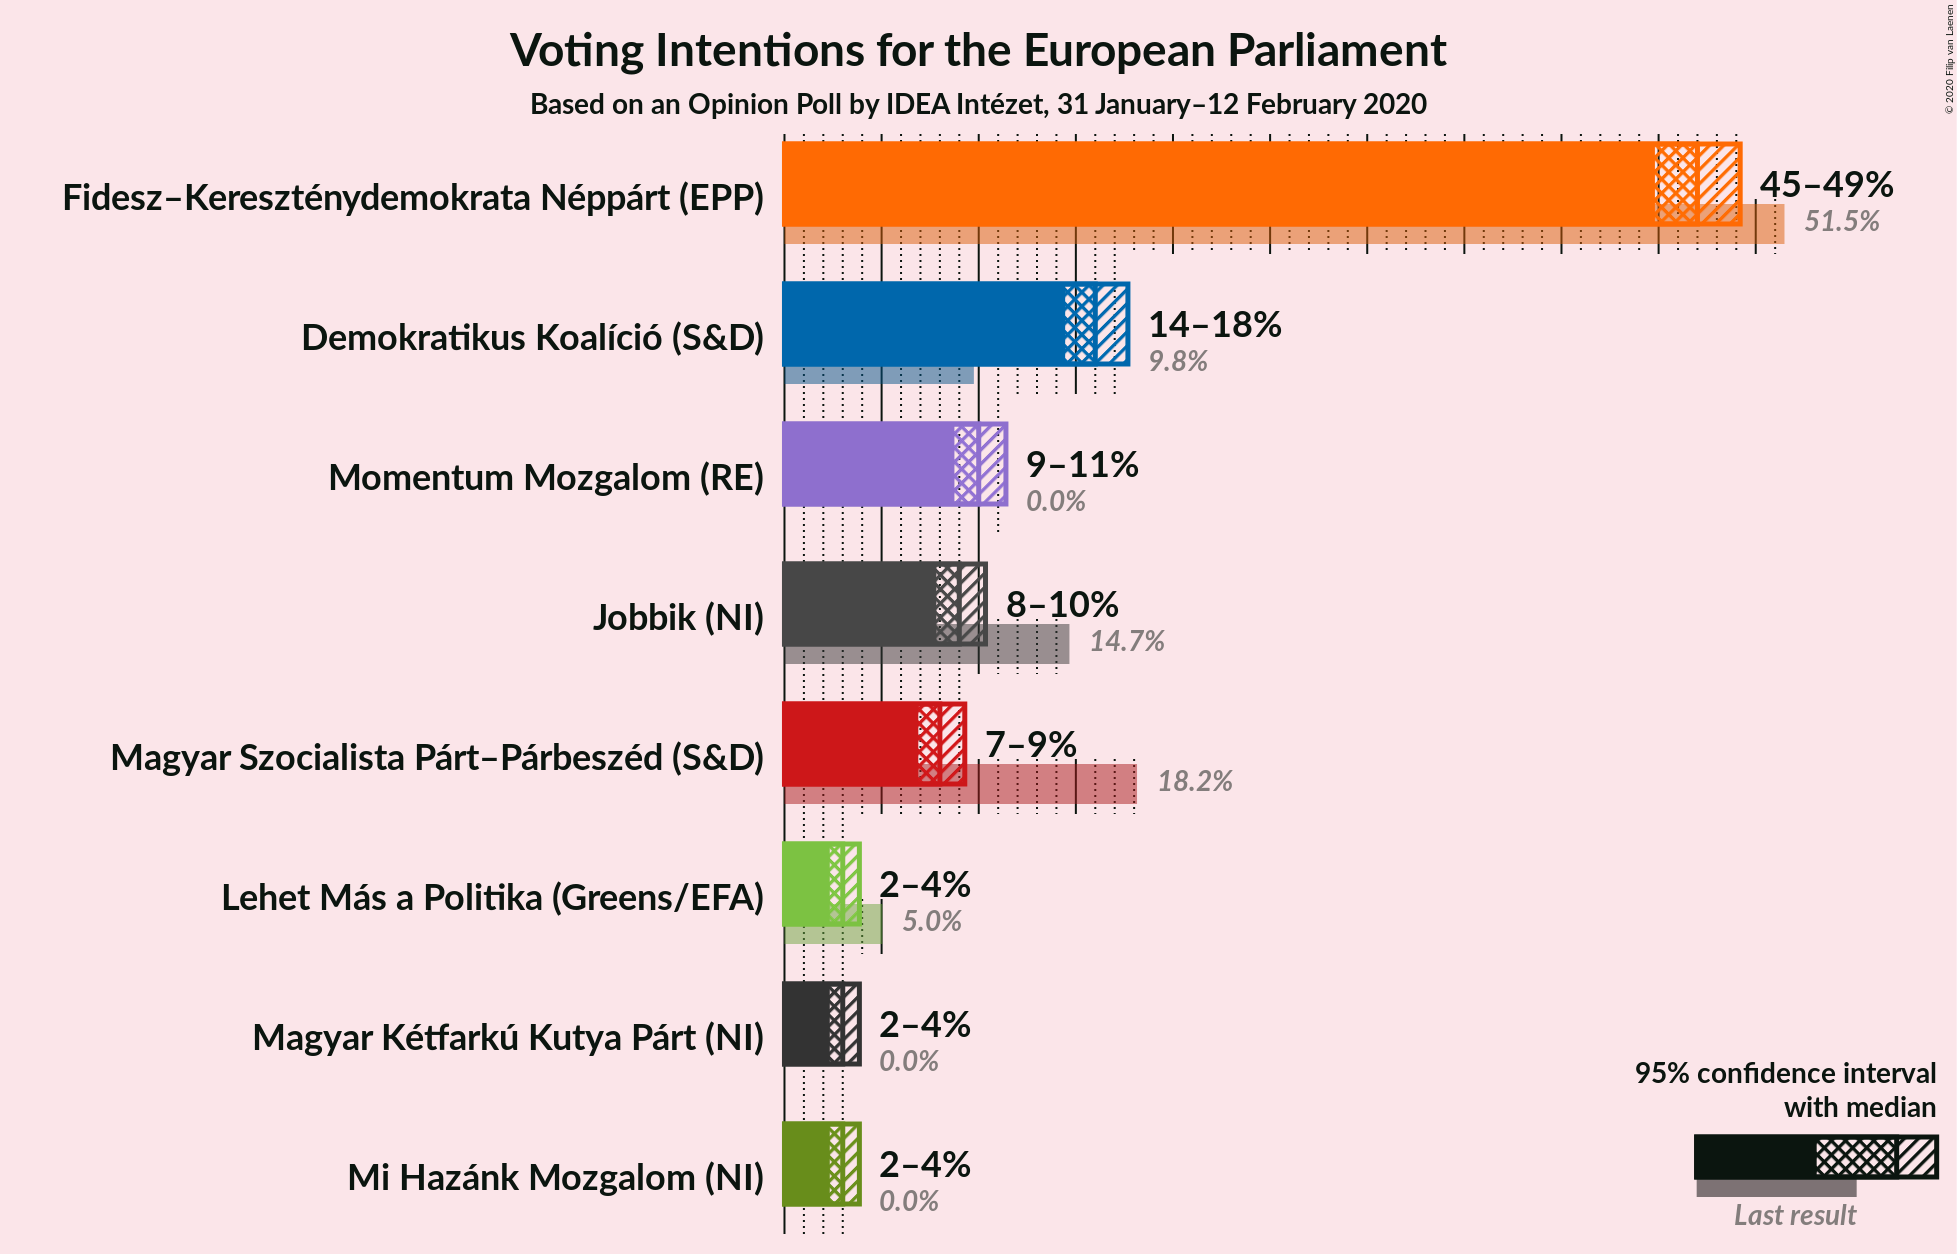 Voting Intentions for the European Parliament
Based on an Opinion Poll by IDEA Intézet, 31 January–12 February 2020
© 2020 Filip van Laenen
Fidesz–Kereszténydemokrata Néppárt (EPP)
45–49%
51.5%
Demokratikus Koalíció (S&D)
14–18%
9.8%
Momentum Mozgalom (RE)
9–11%
0.0%
Jobbik (NI)
8–10%
14.7%
Magyar Szocialista Párt–Párbeszéd (S&D)
7–9%
18.2%
Lehet Más a Politika (Greens/EFA)
2–4%
5.0%
Magyar Kétfarkú Kutya Párt (NI)
2–4%
0.0%
Mi Hazánk Mozgalom (NI)
2–4%
0.0%
95% confidence interval
with median
Last result